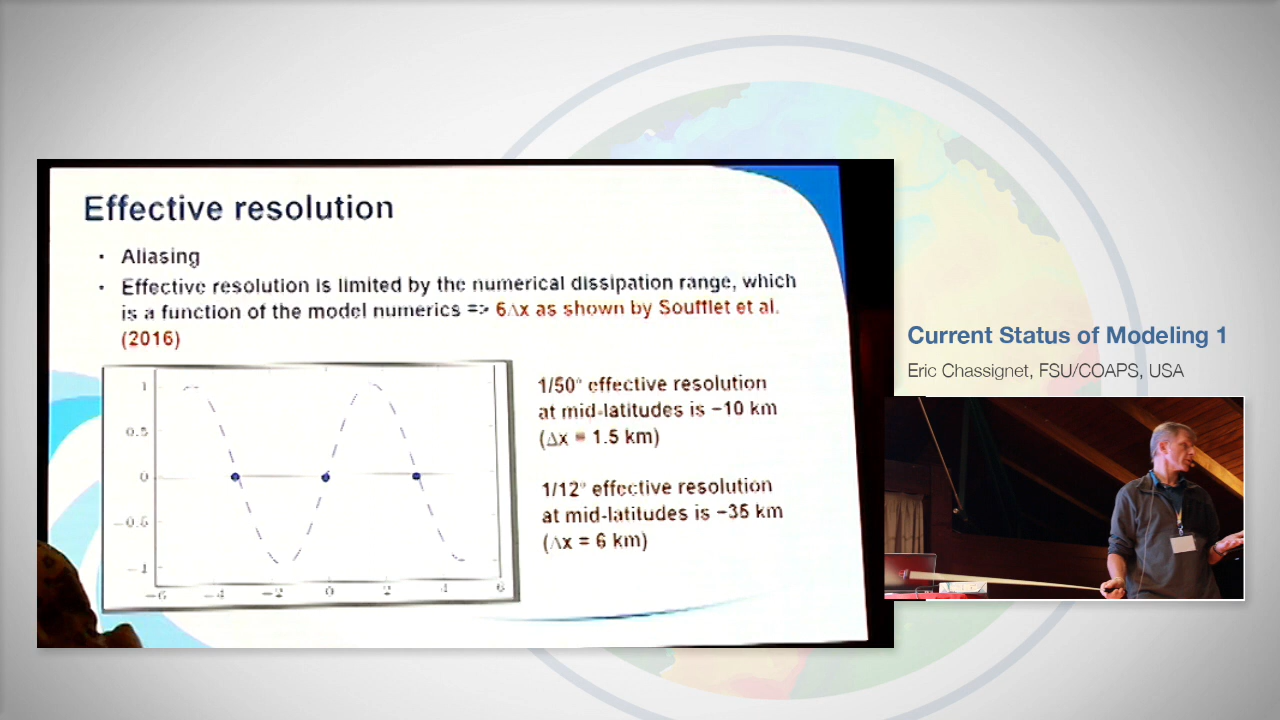 Effective resolution
• Aliasing
• Effective resolution is limited by the numerical dissipation range, which
is a function of the model numerics => 6Δx as shown by Soufflet et al.
(2016)
1/50° effective resolution
at mid-latitudes is ~10 km
(Δx = 1.5 km)
1/12° effective resolution
at mid-latitudes is ~35 km
(Δx = 6 km)
1
0.5
0
-0.5
-1
-6 -4 -2 0 2 4 6
Current Status of Modeling 1
Eric Chassignet, FSU/COAPS, USA